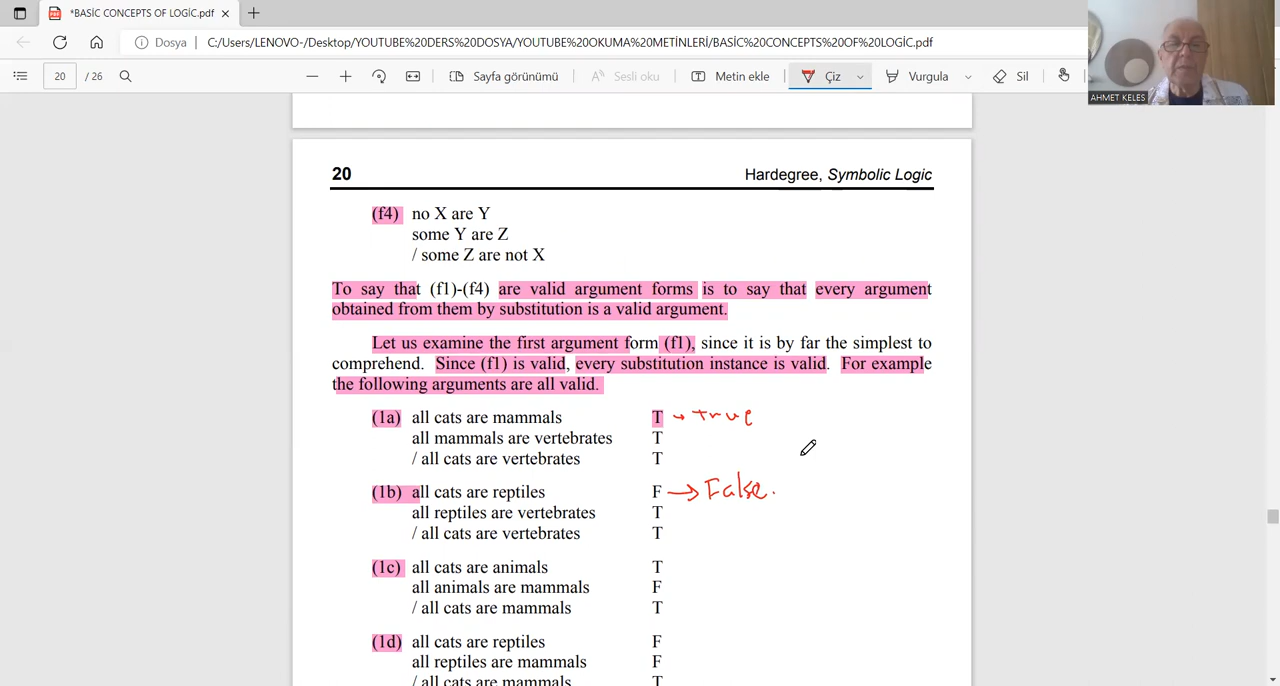 *BASİC CONCEPTS OF LOGİC.pdf
Dosya C:/Users/LENOVO-/Desktop/YOUTUBE%20DERS%20DOSYA/YOUTUBE%20OKUMA%20METİNLERİ/BASİC%20CONCEPTS%20OF%20LOGİC.pdf
20 / 26 Sayfa görünümü Sesli oku Metin ekle Çiz Vurgula Sil
AHMET KELES
20 Hardegree, Symbolic Logic
(f4) no X are Y
some Y are Z
/ some Z are not X
To say that (f1)-(f4) are valid argument forms is to say that every argument
obtained from them by substitution is a valid argument.
Let us examine the first argument form (f1), since it is by far the simplest to
comprehend. Since (f1) is valid, every substitution instance is valid. For example
the following arguments are all valid.
(1a) all cats are mammals T → True
all mammals are vertebrates T
/ all cats are vertebrates T
(1b) all cats are reptiles F → False.
all reptiles are vertebrates T
/ all cats are vertebrates T
(1c) all cats are animals T
all animals are mammals F
/ all cats are mammals T
(1d) all cats are reptiles F
all reptiles are mammals F
/ all cats are mammals T